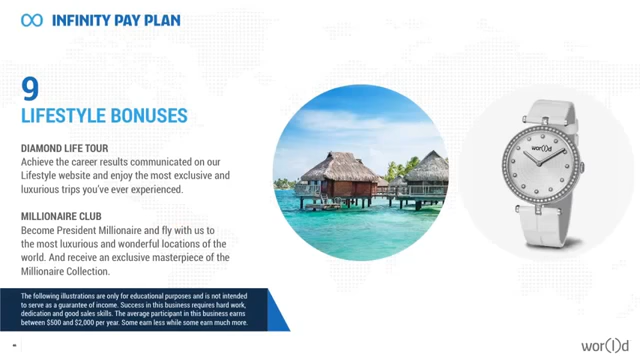 INFINITY PAY PLAN
9
LIFESTYLE BONUSES
DIAMOND LIFE TOUR
Achieve the career results communicated on our
Lifestyle website and enjoy the most exclusive and
luxurious trips you've ever experienced.
MILLIONAIRE CLUB
Become President Millionaire and fly with us to
the most luxurious and wonderful locations of the
world. And receive an exclusive masterpiece of the
Millionaire Collection.
wor(l)d
The following illustrations are only for educational purposes and is not intended
to serve as a guarantee of income. Success in this business requires hard work,
dedication and good sales skills. The average participant in this business earns
between $500 and $2,000 per year. Some earn less while some earn much more.
wor(l)d